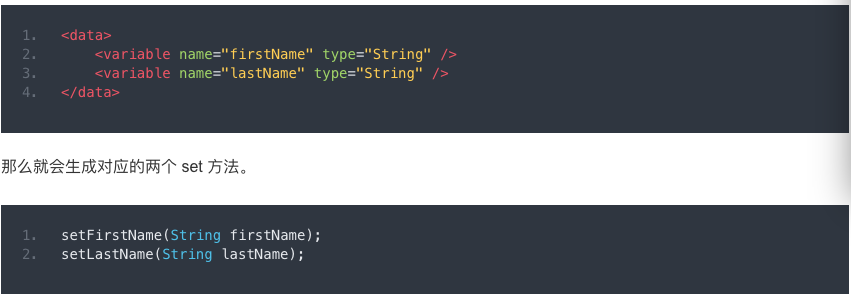 1. <data>
2.     <variable name="firstName" type="String" />
3.     <variable name="lastName" type="String" />
4. </data>
那么就会生成对应的两个 set 方法。
1. setFirstName(String firstName);
2. setLastName(String lastName);